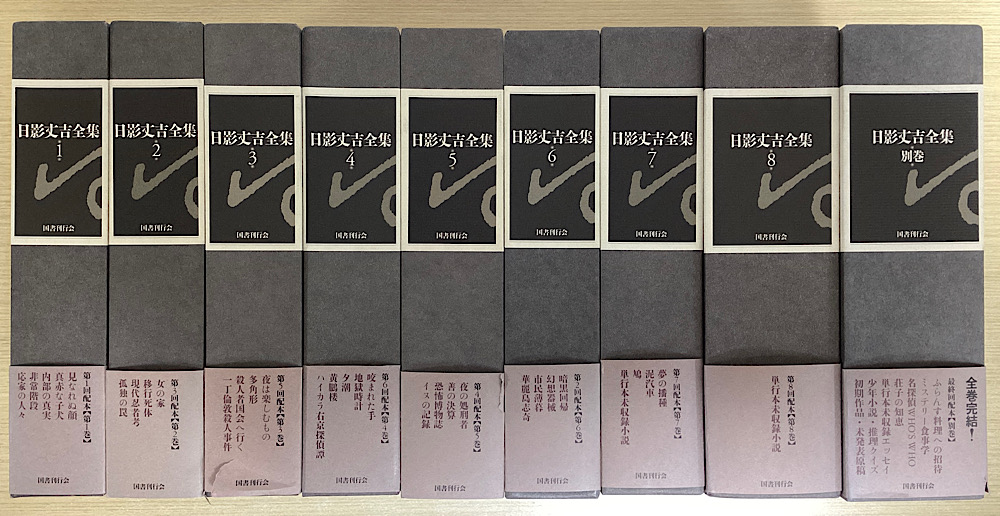 日影丈吉全集
1
国書刊行会
第1回配本【第1巻】
見なれぬ顔
真赤な子犬
内部の真実
非常階段
応家の人々
国書刊行会
日影丈吉全集
2
国書刊行会
第3回配本【第2巻】
女の家
移行死体
現代忍者考
孤独の罠
国書刊行会
日影丈吉全集
3
国書刊行会
第5回配本【第3巻】
夜は楽しむもの
多角形
殺人者国会へ行く
一丁倫敦殺人事件
国書刊行会
日影丈吉全集
4
国書刊行会
第6回配本【第4巻】
咬まれた手
地獄時計
夕潮
黄鸝楼
ハイカラ右京探偵譚
国書刊行会
日影丈吉全集
5
国書刊行会
第4回配本【第5巻】
夜の処刑者
善の決算
恐怖博物誌
イヌの記録
国書刊行会
日影丈吉全集
6
国書刊行会
第2回配本【第6巻】
暗黒回帰
幻想器械
市民薄暮
華麗島志奇
国書刊行会
日影丈吉全集
7
国書刊行会
第7回配本【第7巻】
夢の播種
泥汽車
鳩
単行本未収録小説
国書刊行会
日影丈吉全集
8
国書刊行会
第8回配本【第8巻】
単行本未収録小説
国書刊行会
日影丈吉全集
別巻
国書刊行会
全巻完結！
最終回配本【別巻】
ふらんす料理への招待
ミステリー食事学
名探偵WHO'S WHO
荘子の知恵
単行本未収録エッセイ
少年小説・推理クイズ
初期作品・未発表原稿
国書刊行会